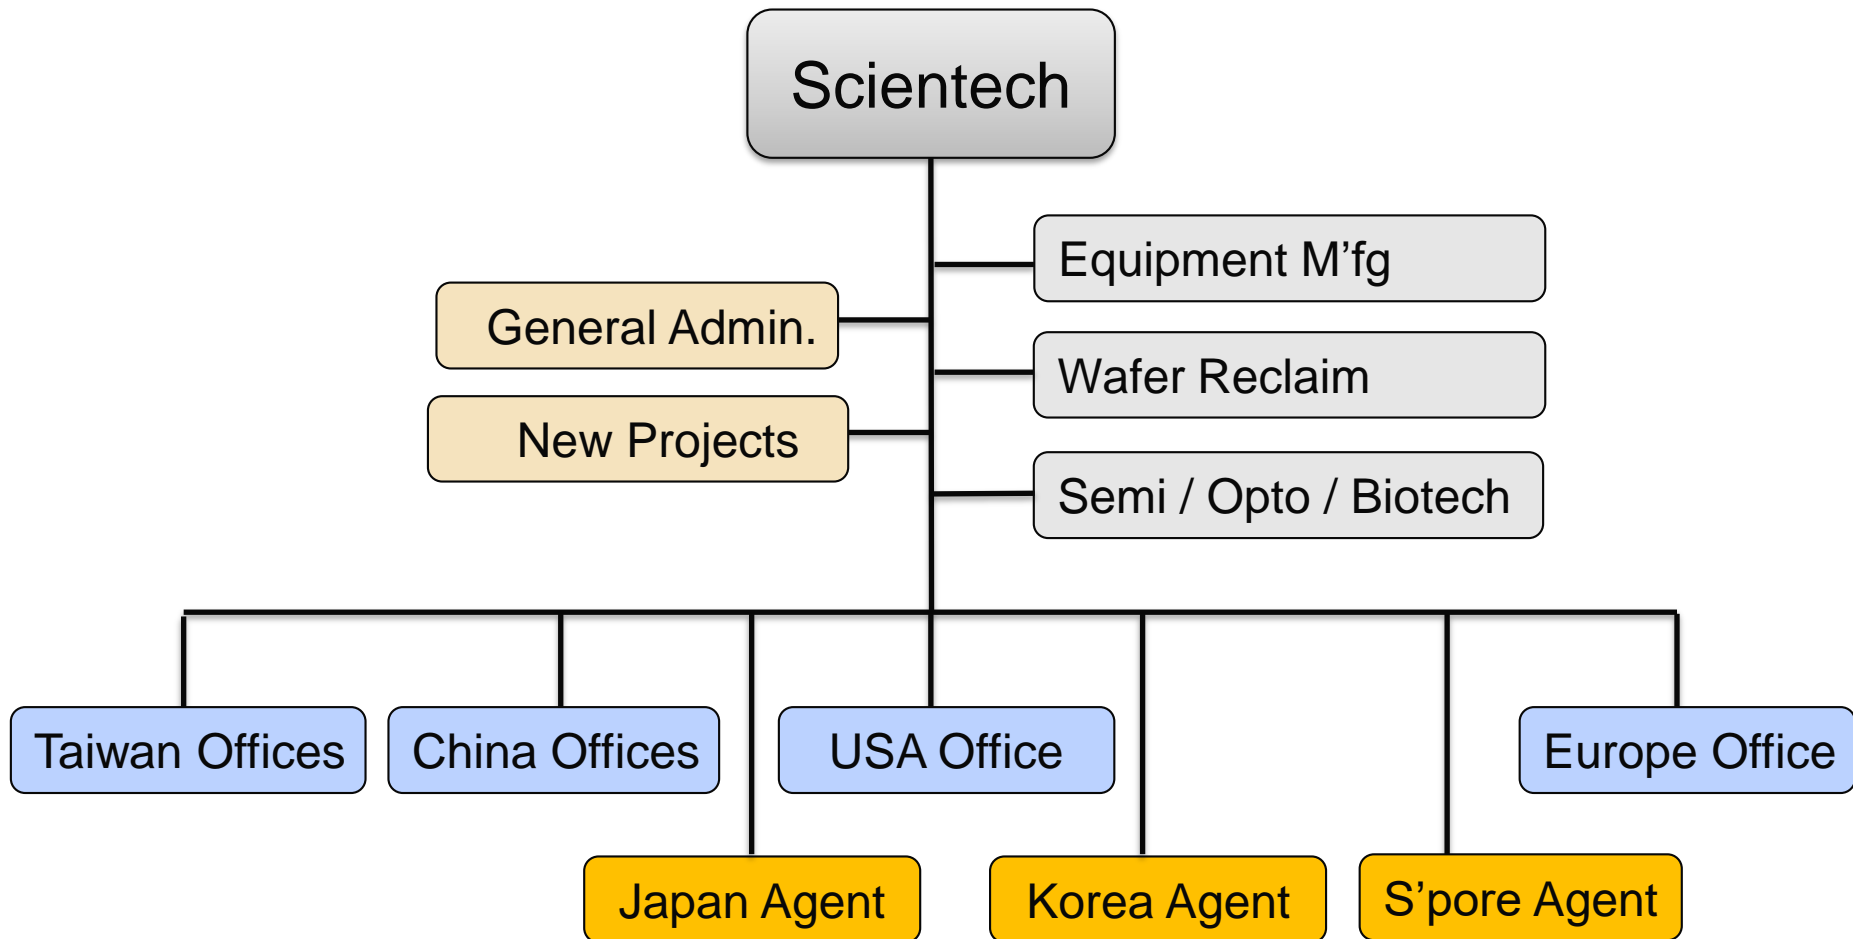 Scientech
Equipment M’fg
General Admin.
Wafer Reclaim
New Projects
Semi / Opto / Biotech
Taiwan Offices
China Offices
USA Office
Europe Office
Japan Agent
Korea Agent
S’pore Agent